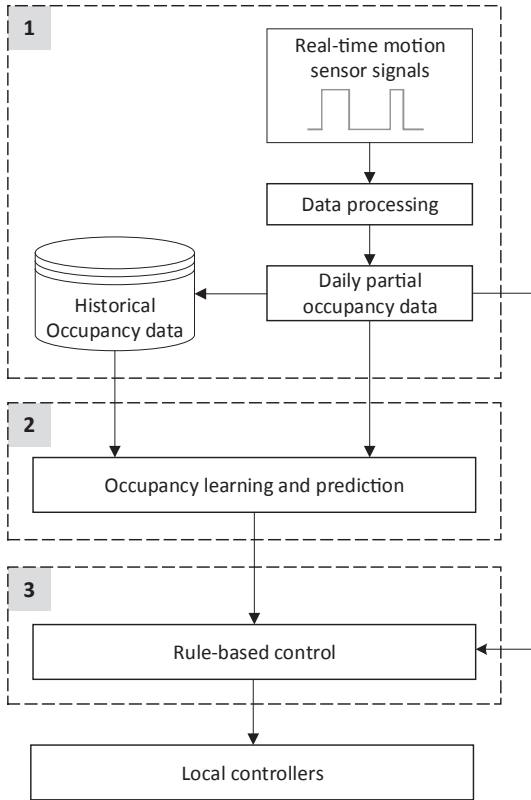 1
Real-time motion
sensor signals
Data processing
Daily partial
occupancy data
Historical
Occupancy data
2
Occupancy learning and prediction
3
Rule-based control
Local controllers